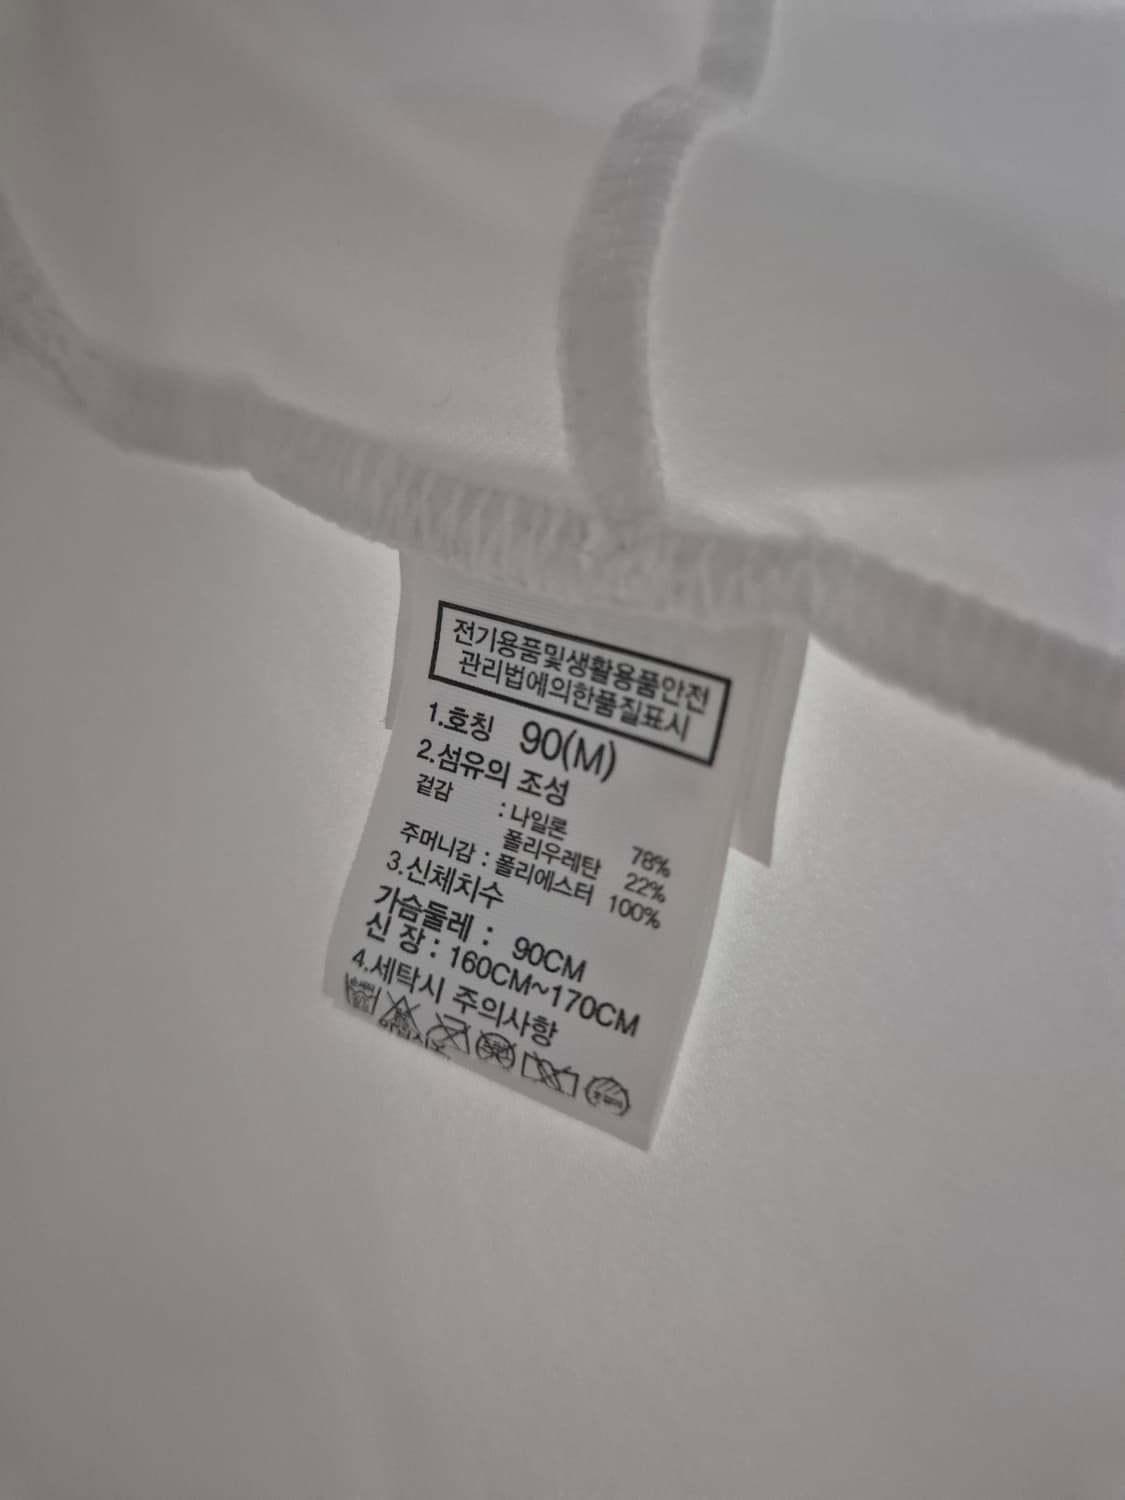 전기용품및생활용품안전
관리법에의한품질표시
1.호칭 90(M)
2.섬유의 조성
겉감 : 나일론 78%
폴리우레탄 22%
주머니감 : 폴리에스터 100%
3.신체치수
가슴둘레 : 90CM
신 장 : 160CM~170CM
4.세탁시 주의사항